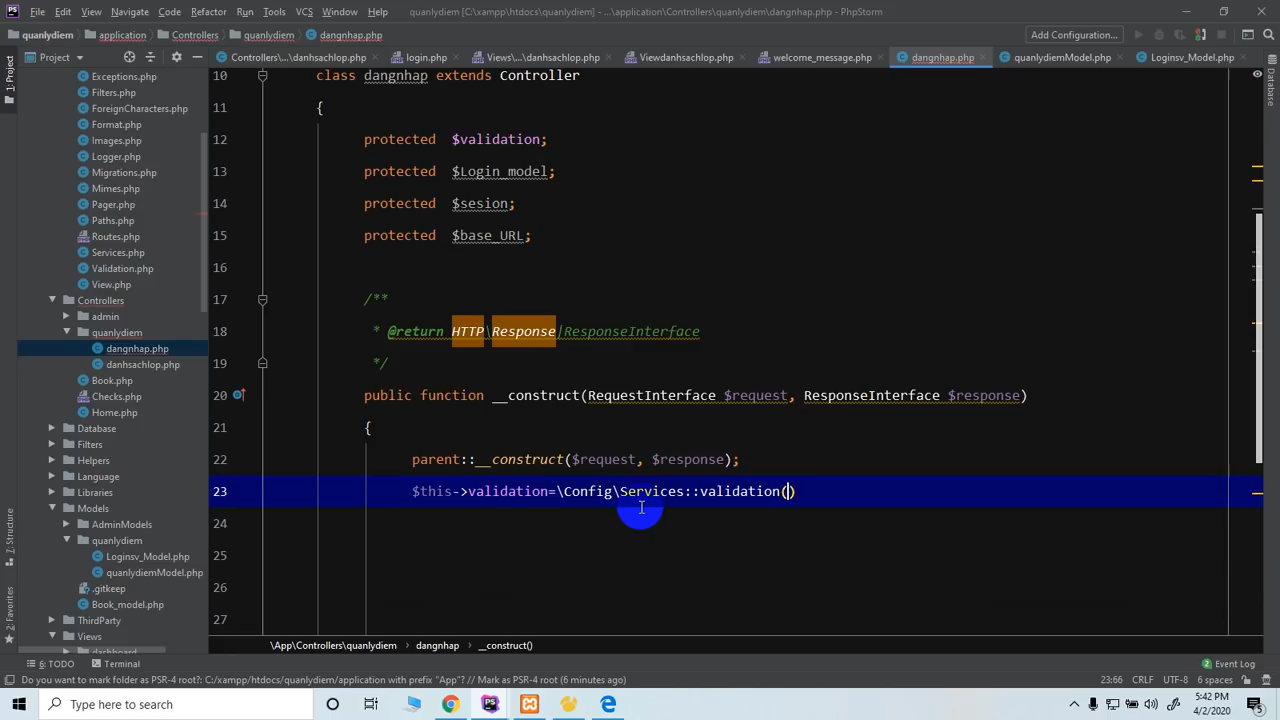 File Edit View Navigate Code Refactor Run Tools VCS Window Help quanlydiem [C:\xampp\htdocs\quanlydiem] - ...\application\Controllers\quanlydiem\dangnhap.php - PhpStorm
quanlydiem application Controllers quanlydiem dangnhap.php Add Configuration...
Project Controllers\...\danhsachlop.php login.php Views\...\danhsachlop.php Viewdanhsachlop.php welcome_message.php dangnhap.php quanlydiemModel.php Loginsv_Model.php
1: Project
Database
7: Structure
2: Favorites
Exceptions.php
Filters.php
ForeignCharacters.php
Format.php
Images.php
Logger.php
Migrations.php
Mimes.php
Pager.php
Paths.php
Routes.php
Services.php
Validation.php
View.php
Controllers
admin
quanlydiem
dangnhap.php
danhsachlop.php
Book.php
Checks.php
Home.php
Database
Filters
Helpers
Language
Libraries
Models
AdminModels
quanlydiem
Loginsv_Model.php
quanlydiemModel.php
.gitkeep
Book_model.php
ThirdParty
Views
dashboard
10 class dangnhap extends Controller
11 {
12 protected $validation;
13 protected $Login_model;
14 protected $sesion;
15 protected $base_URL;
16
17 /**
18 * @return HTTP\Response|ResponseInterface
19 */
20 public function __construct(RequestInterface $request, ResponseInterface $response)
21 {
22 parent::__construct($request, $response);
23 $this->validation=\Config\Services::validation()
24
25
26
27
\App\Controllers\quanlydiem dangnhap __construct()
6: TODO Terminal Event Log
Do you want to mark folder as PSR-4 root?: C:/xampp/htdocs/quanlydiem/application with prefix "App"? // Mark as PSR-4 root (6 minutes ago) 23:66 CRLF UTF-8 6 spaces
Type here to search 5:42 PM
4/2/2020